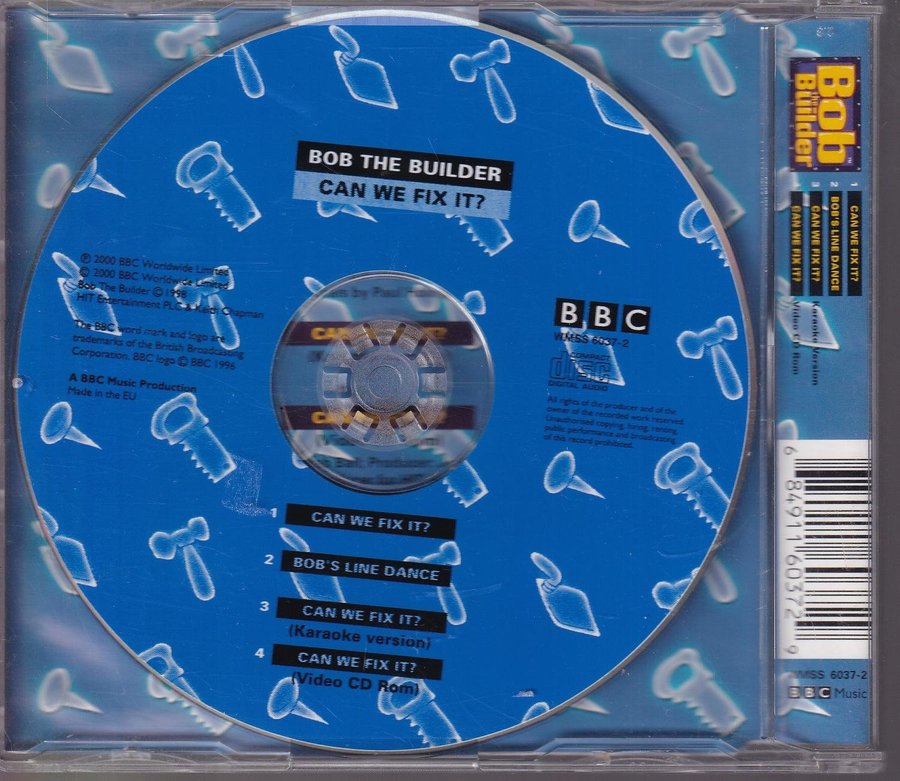 BOB THE BUILDER
CAN WE FIX IT?
℗ 2000 BBC Worldwide Limited
© 2000 BBC Worldwide Limited
Bob The Builder © 1998
HIT Entertainment PLC & Keith Chapman
The BBC word mark and logo are
trademarks of the British Broadcasting
Corporation. BBC logo © BBC 1996
A BBC Music Production
Made in the EU
BBC
WMSS 6037-2
COMPACT
disc
DIGITAL AUDIO
All rights of the producer and of the
owner of the recorded work reserved.
Unauthorised copying, hiring, renting,
public performance and broadcasting
of this record prohibited.
1 CAN WE FIX IT?
2 BOB'S LINE DANCE
3 CAN WE FIX IT?
(Karaoke version)
4 CAN WE FIX IT?
(Video CD Rom)
Bob
the
Builder™
1 CAN WE FIX IT?
2 BOB'S LINE DANCE
3 CAN WE FIX IT? Karaoke Version
CAN WE FIX IT? Video CD Rom
6 84911 60372 9
WMSS 6037-2
BBC Music